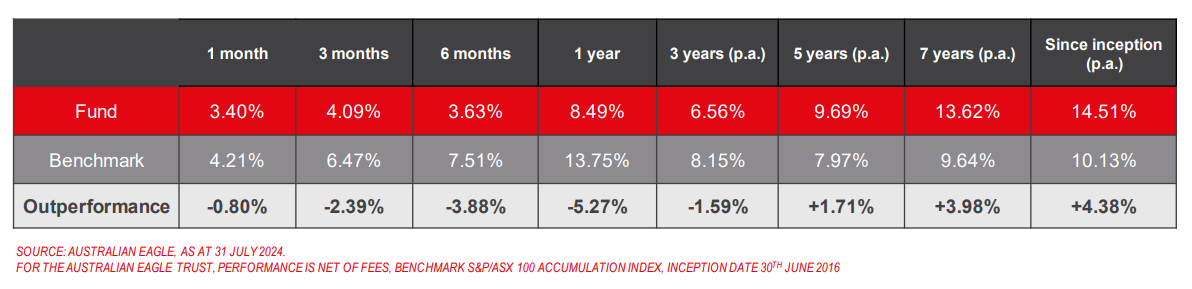 1 month 3 months 6 months 1 year 3 years (p.a.) 5 years (p.a.) 7 years (p.a.) Since inception (p.a.)
Fund 3.40% 4.09% 3.63% 8.49% 6.56% 9.69% 13.62% 14.51%
Benchmark 4.21% 6.47% 7.51% 13.75% 8.15% 7.97% 9.64% 10.13%
Outperformance -0.80% -2.39% -3.88% -5.27% -1.59% +1.71% +3.98% +4.38%
SOURCE: AUSTRALIAN EAGLE, AS AT 31 JULY 2024.
FOR THE AUSTRALIAN EAGLE TRUST, PERFORMANCE IS NET OF FEES, BENCHMARK S&P/ASX 100 ACCUMULATION INDEX, INCEPTION DATE 30TH JUNE 2016